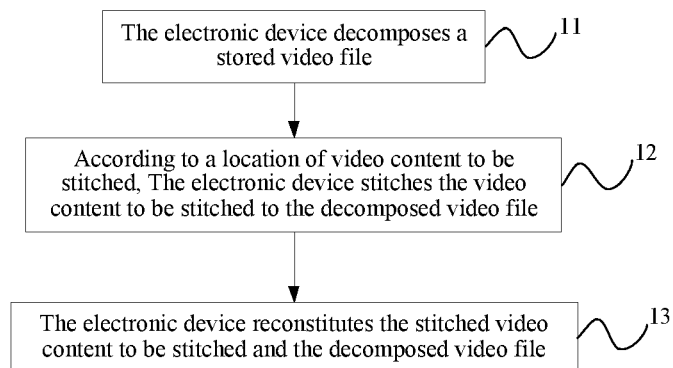 The electronic device decomposes a
stored video file
11
According to a location of video content to be
stitched, The electronic device stitches the video
content to be stitched to the decomposed video file
12
The electronic device reconstitutes the stitched video
content to be stitched and the decomposed video file
13